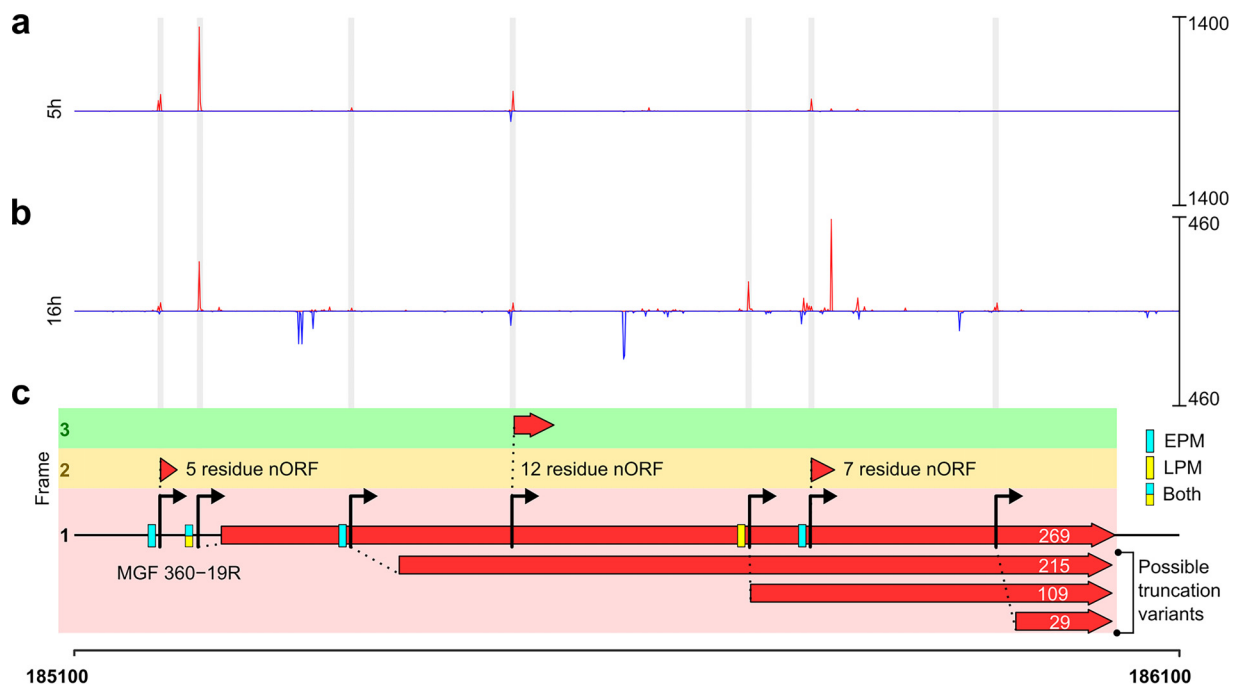 a
1400
5h
1400
b
460
16h
460
c
3
EPM
2
5 residue nORF
12 residue nORF
7 residue nORF
LPM
Both
Frame
1
269
MGF 360−19R
215
Possible
truncation
variants
109
29
185100
186100